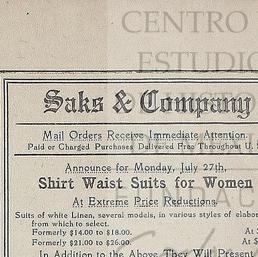 CENTRO
ESTUDIO
Saks & Company
Mail Orders Receive Immediate Attention.
Paid or Charged Purchases Delivered Free Throughout U.
Announce for Monday, July 27th,
Shirt Waist Suits for Women
At Extreme Price Reductions.
Suits of white Linen, several models, in various styles of elabor
from which to select.
Formerly $14.00 to $18.00. At
Formerly $21.00 to $26.00. At $
In Addition to the Above They Will Present